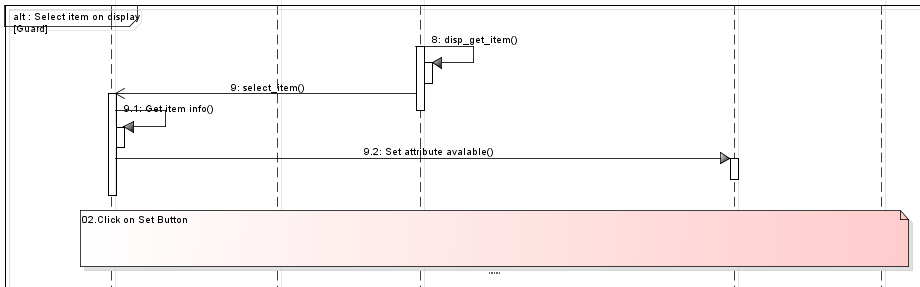 alt : Select item on display
[Guard]
8: disp_get_item()
9: select_item()
9.1: Get item info()
9.2: Set attribute avalable()
02.Click on Set Button